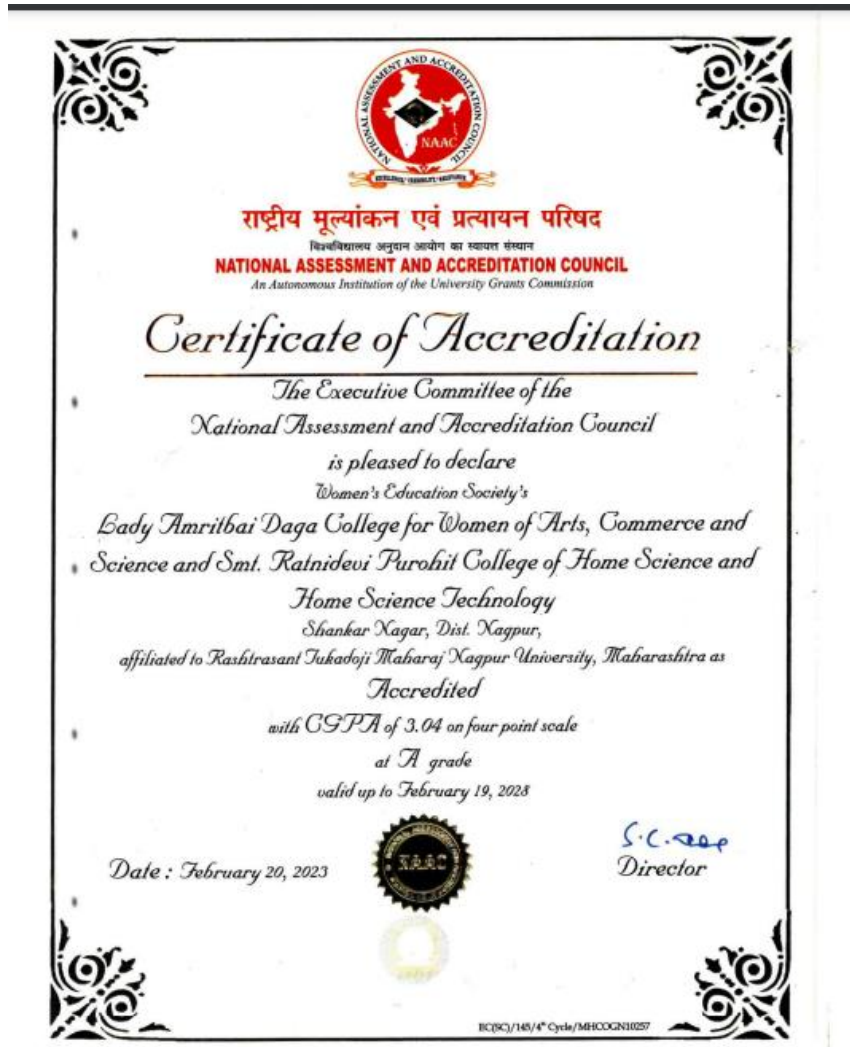 NATIONAL ASSESSMENT AND ACCREDITATION COUNCIL
NAAC
राष्ट्रीय मूल्यांकन एवं प्रत्यायन परिषद
विश्वविद्यालय अनुदान आयोग का स्वायत्त संस्थान
NATIONAL ASSESSMENT AND ACCREDITATION COUNCIL
An Autonomous Institution of the University Grants Commission
Certificate of Accreditation
The Executive Committee of the
National Assessment and Accreditation Council
is pleased to declare
Women's Education Society's
Lady Amritbai Daga College for Women of Arts, Commerce and
Science and Smt. Ratnidevi Purohit College of Home Science and
Home Science Technology
Shankar Nagar, Dist. Nagpur,
affiliated to Rashtrasant Tukadoji Maharaj Nagpur University, Maharashtra as
Accredited
with CGPA of 3.04 on four point scale
at A grade
valid up to February 19, 2028
NAAC
Date : February 20, 2023
S.C.
Director
EC(SC)/145/4th Cycle/MHCOGN10257